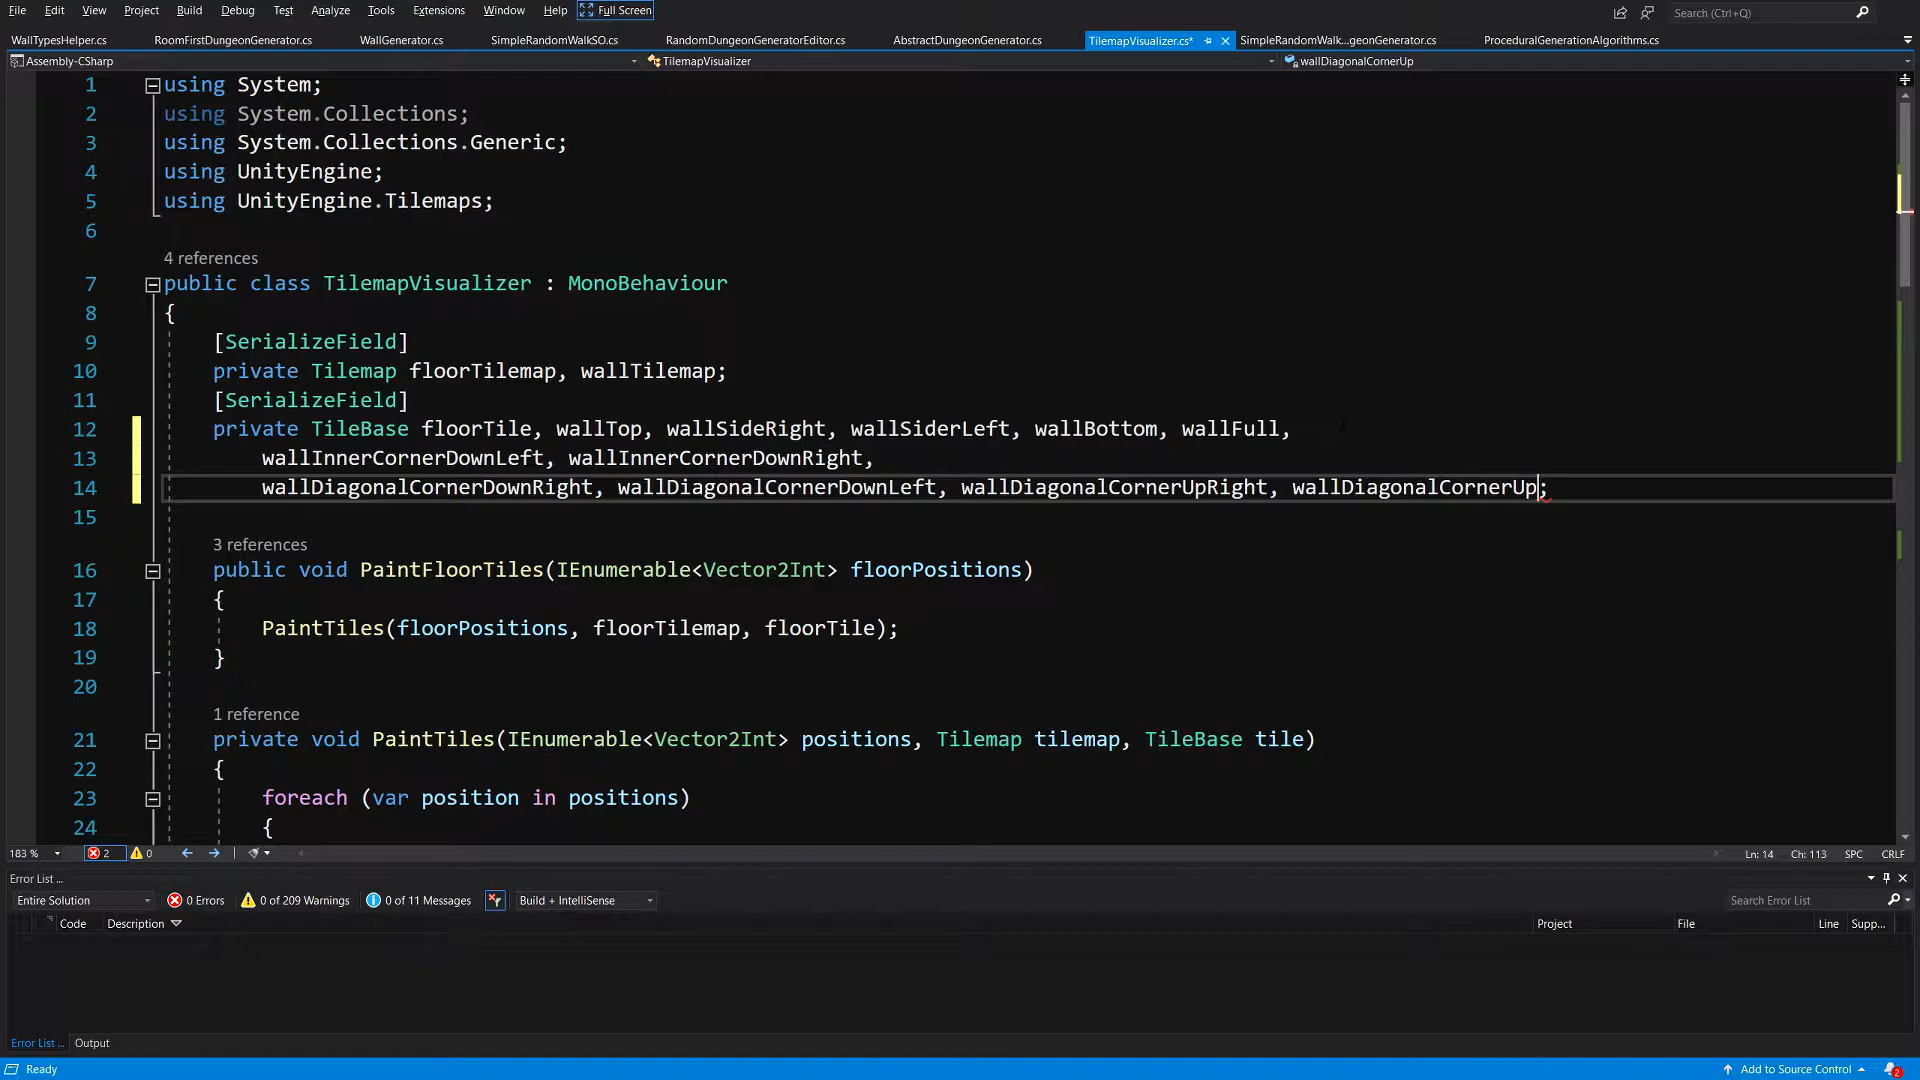 File Edit View Project Build Debug Test Analyze Tools Extensions Window Help Full Screen Search (Ctrl+Q)
WallTypesHelper.cs RoomFirstDungeonGenerator.cs WallGenerator.cs SimpleRandomWalkSO.cs RandomDungeonGeneratorEditor.cs AbstractDungeonGenerator.cs TilemapVisualizer.cs* SimpleRandomWalk...geonGenerator.cs ProceduralGenerationAlgorithms.cs
Assembly-CSharp TilemapVisualizer wallDiagonalCornerUp
1 using System;
2 using System.Collections;
3 using System.Collections.Generic;
4 using UnityEngine;
5 using UnityEngine.Tilemaps;
6
4 references
7 public class TilemapVisualizer : MonoBehaviour
8 {
9 [SerializeField]
10 private Tilemap floorTilemap, wallTilemap;
11 [SerializeField]
12 private TileBase floorTile, wallTop, wallSideRight, wallSiderLeft, wallBottom, wallFull,
13 wallInnerCornerDownLeft, wallInnerCornerDownRight,
14 wallDiagonalCornerDownRight, wallDiagonalCornerDownLeft, wallDiagonalCornerUpRight, wallDiagonalCornerUp;
15
3 references
16 public void PaintFloorTiles(IEnumerable<Vector2Int> floorPositions)
17 {
18 PaintTiles(floorPositions, floorTilemap, floorTile);
19 }
20
1 reference
21 private void PaintTiles(IEnumerable<Vector2Int> positions, Tilemap tilemap, TileBase tile)
22 {
23 foreach (var position in positions)
24 {
183 % 2 0 Ln: 14 Ch: 113 SPC CRLF
Error List ...
Entire Solution 0 Errors 0 of 209 Warnings 0 of 11 Messages Build + IntelliSense Search Error List
Code Description Project File Line Supp...
Error List ... Output
Ready Add to Source Control 2